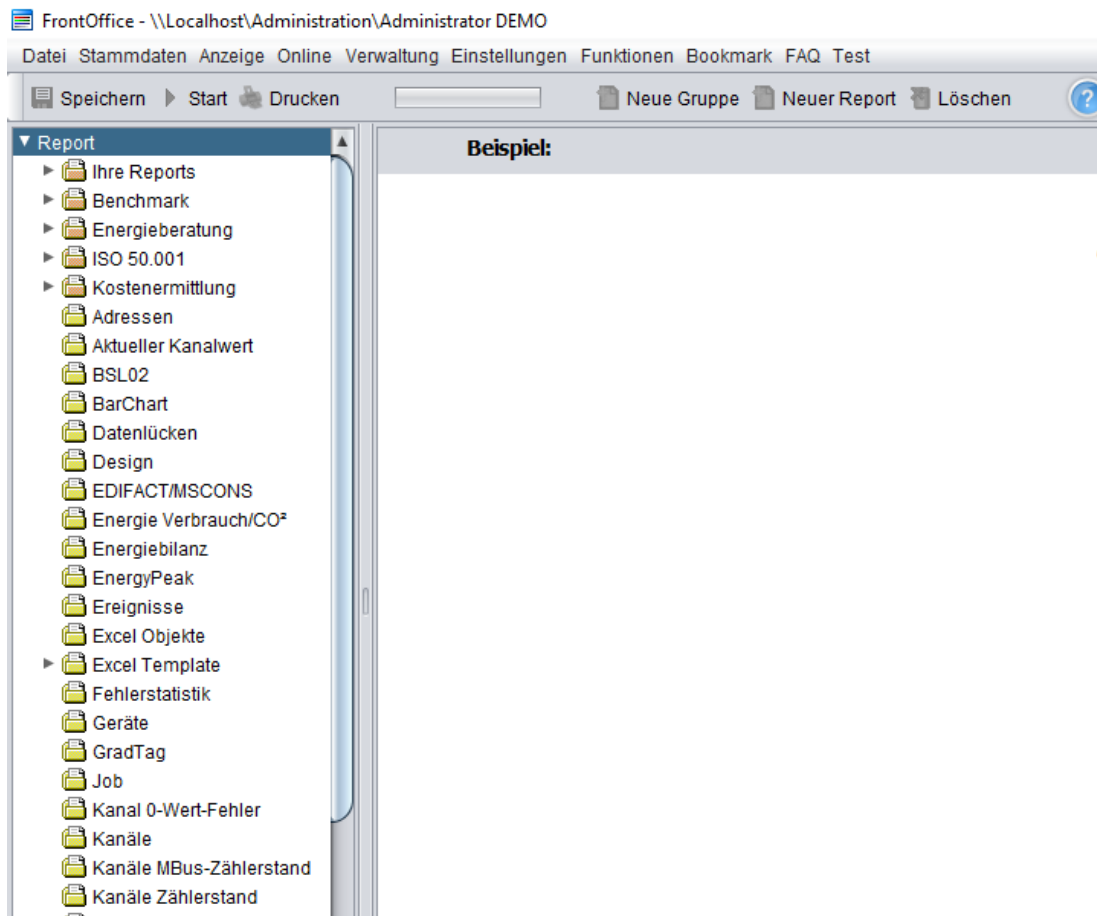 FrontOffice - \\Localhost\Administration\Administrator DEMO
Datei Stammdaten Anzeige Online Verwaltung Einstellungen Funktionen Bookmark FAQ Test
Speichern Start Drucken Neue Gruppe Neuer Report Löschen ?
Report
Beispiel:
Ihre Reports
Benchmark
Energieberatung
ISO 50.001
Kostenermittlung
Adressen
Aktueller Kanalwert
BSL02
BarChart
Datenlücken
Design
EDIFACT/MSCONS
Energie Verbrauch/CO²
Energiebilanz
EnergyPeak
Ereignisse
Excel Objekte
Excel Template
Fehlerstatistik
Geräte
GradTag
Job
Kanal 0-Wert-Fehler
Kanäle
Kanäle MBus-Zählerstand
Kanäle Zählerstand